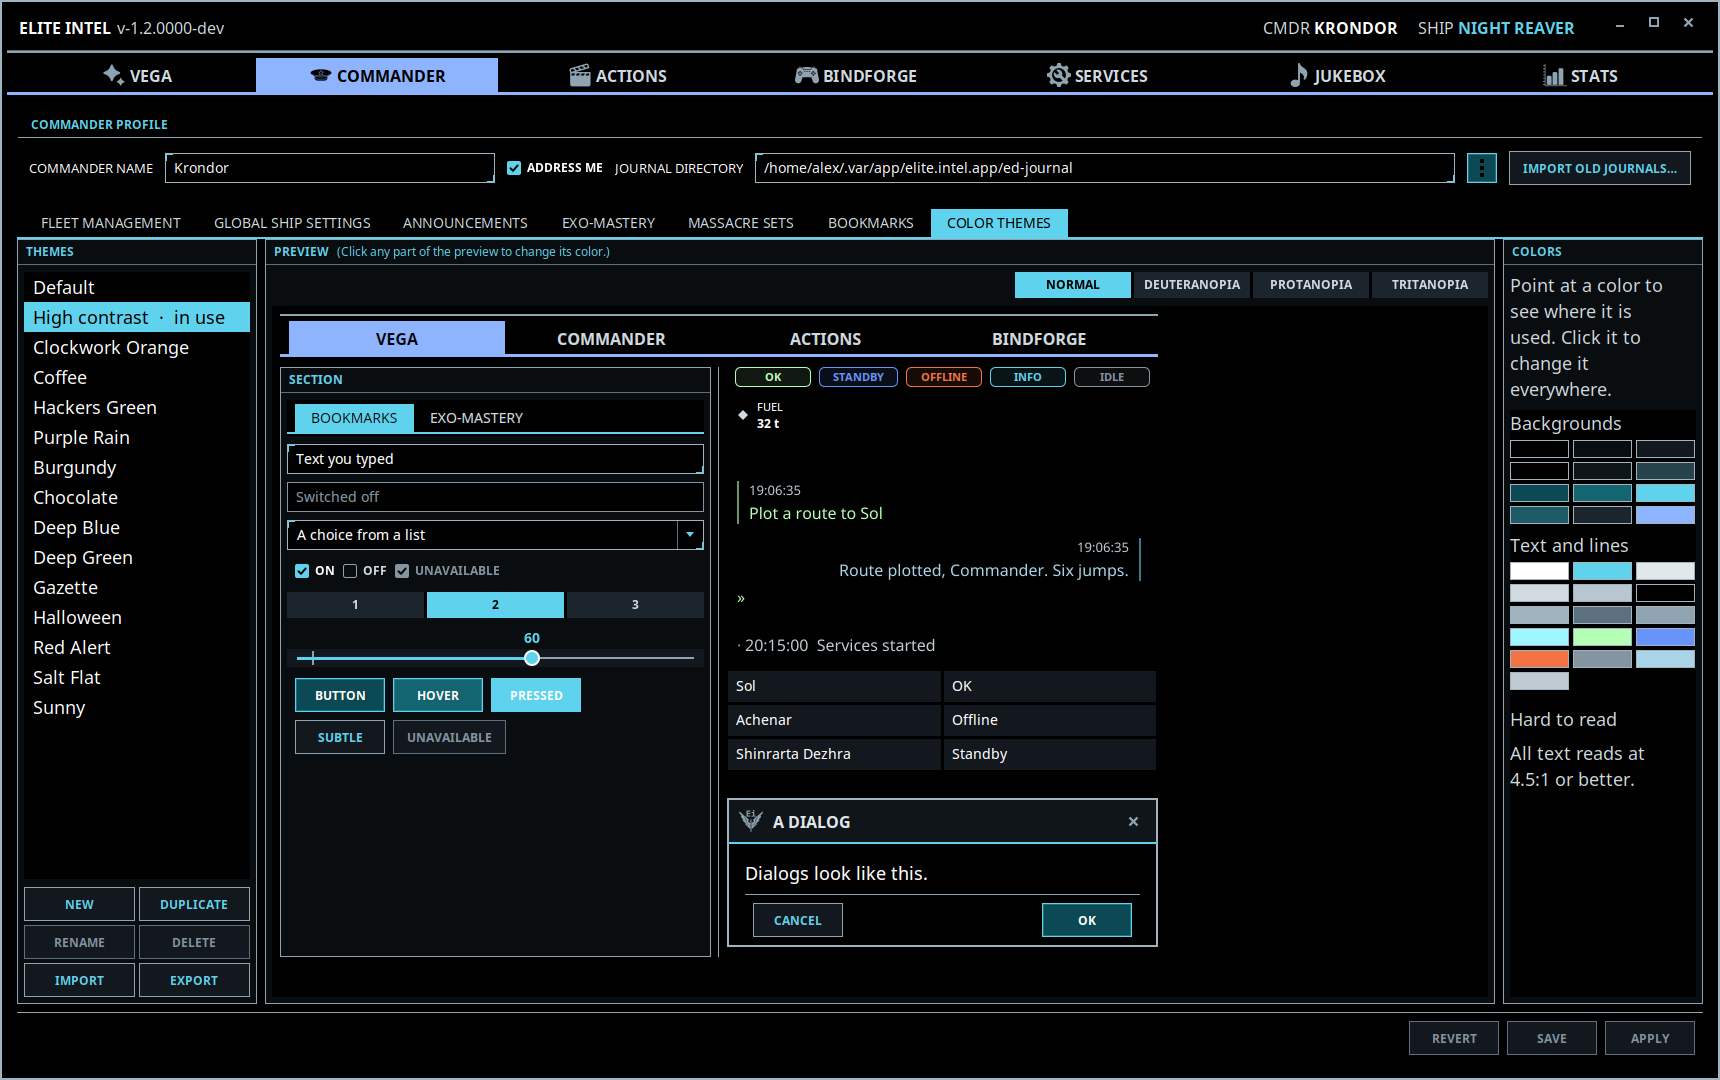 ELITE INTEL v-1.2.0000-dev
CMDR KRONDOR SHIP NIGHT REAVER
VEGA COMMANDER ACTIONS BINDFORGE SERVICES JUKEBOX STATS
COMMANDER PROFILE
COMMANDER NAME Krondor ADDRESS ME JOURNAL DIRECTORY /home/alex/.var/app/elite.intel.app/ed-journal IMPORT OLD JOURNALS...
FLEET MANAGEMENT GLOBAL SHIP SETTINGS ANNOUNCEMENTS EXO-MASTERY MASSACRE SETS BOOKMARKS COLOR THEMES
THEMES
Default
High contrast · in use
Clockwork Orange
Coffee
Hackers Green
Purple Rain
Burgundy
Chocolate
Deep Blue
Deep Green
Gazette
Halloween
Red Alert
Salt Flat
Sunny
NEW DUPLICATE
RENAME DELETE
IMPORT EXPORT
PREVIEW (Click any part of the preview to change its color.)
NORMAL DEUTERANOPIA PROTANOPIA TRITANOPIA
VEGA COMMANDER ACTIONS BINDFORGE
SECTION
BOOKMARKS EXO-MASTERY
Text you typed
Switched off
A choice from a list
ON OFF UNAVAILABLE
1 2 3
60
BUTTON HOVER PRESSED
SUBTLE UNAVAILABLE
OK STANDBY OFFLINE INFO IDLE
FUEL
32 t
19:06:35
Plot a route to Sol
19:06:35
Route plotted, Commander. Six jumps.
»
· 20:15:00 Services started
Sol OK
Achenar Offline
Shinrarta Dezhra Standby
A DIALOG
Dialogs look like this.
CANCEL OK
COLORS
Point at a color to
see where it is
used. Click it to
change it
everywhere.
Backgrounds
Text and lines
Hard to read
All text reads at
4.5:1 or better.
REVERT SAVE APPLY